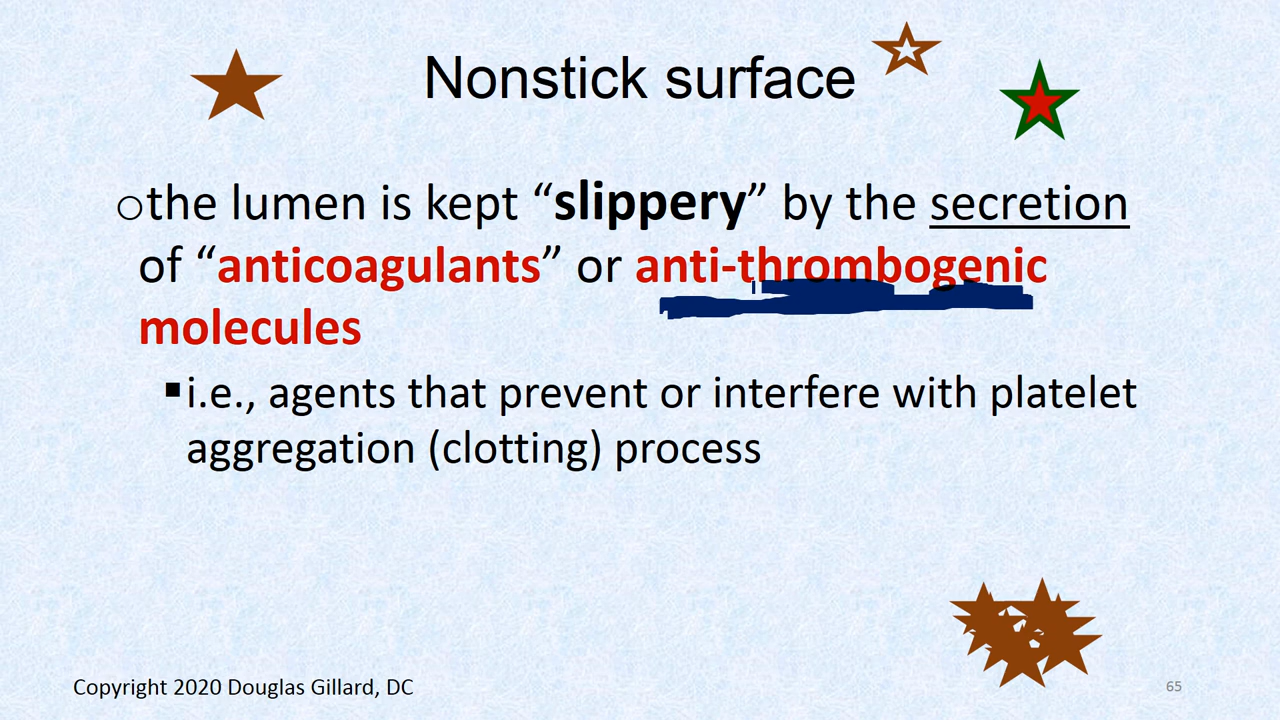 Nonstick surface
othe lumen is kept “slippery” by the secretion
of “anticoagulants” or anti-thrombogenic
molecules
▪i.e., agents that prevent or interfere with platelet
aggregation (clotting) process
Copyright 2020 Douglas Gillard, DC
65